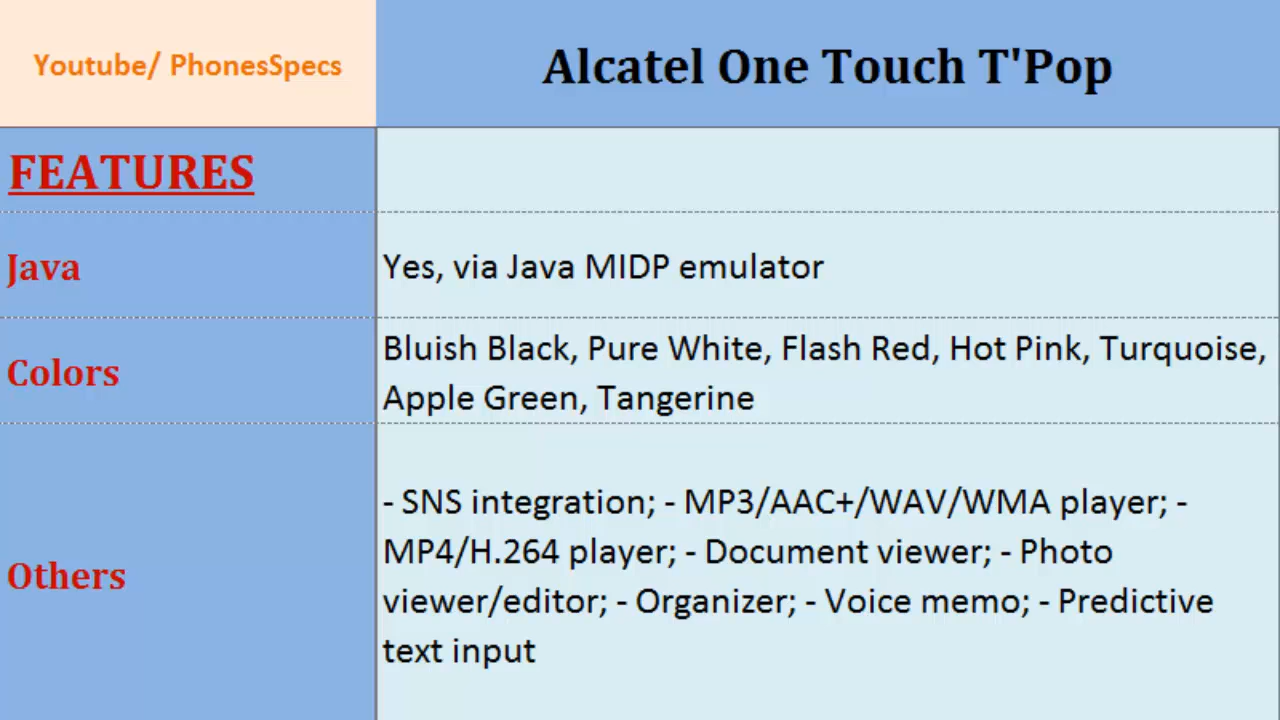 Youtube/ PhonesSpecs
Alcatel One Touch T'Pop
FEATURES
Java
Yes, via Java MIDP emulator
Colors
Bluish Black, Pure White, Flash Red, Hot Pink, Turquoise,
Apple Green, Tangerine
Others
- SNS integration; - MP3/AAC+/WAV/WMA player; -
MP4/H.264 player; - Document viewer; - Photo
viewer/editor; - Organizer; - Voice memo; - Predictive
text input